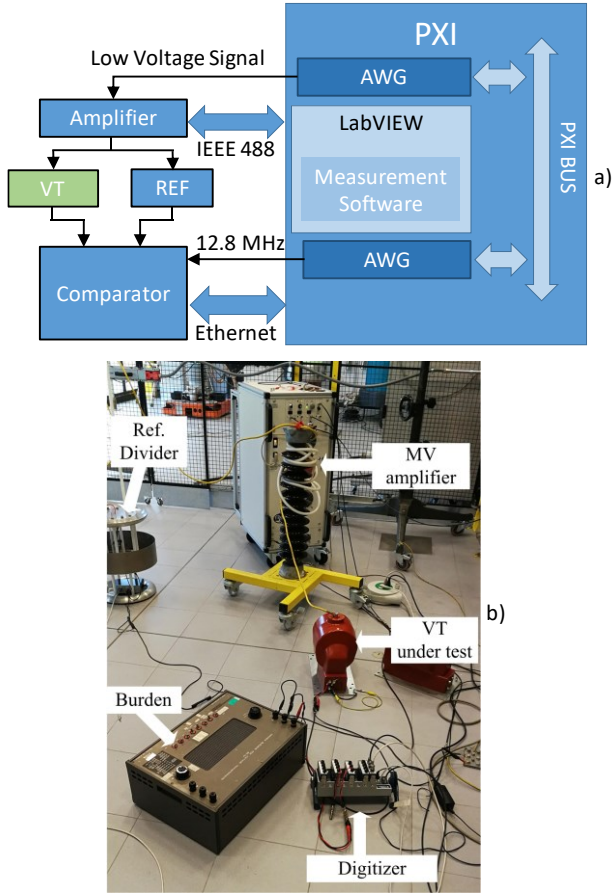 PXI
Low Voltage Signal
AWG
Amplifier
IEEE 488
LabVIEW
Measurement
Software
PXI BUS
a)
VT
REF
12.8 MHz
AWG
Comparator
Ethernet
Ref.
Divider
MV
amplifier
b)
VT
under test
Burden
Digitizer